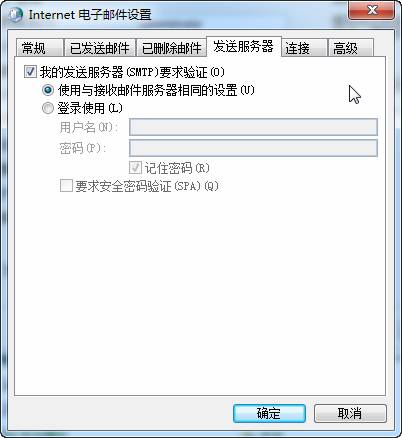 Internet 电子邮件设置
常规 已发送邮件 已删除邮件 发送服务器 连接 高级
我的发送服务器(SMTP)要求验证(O)
使用与接收邮件服务器相同的设置(U)
登录使用(L)
用户名(N):
密码(P):
记住密码(R)
要求安全密码验证(SPA)(Q)
确定 取消